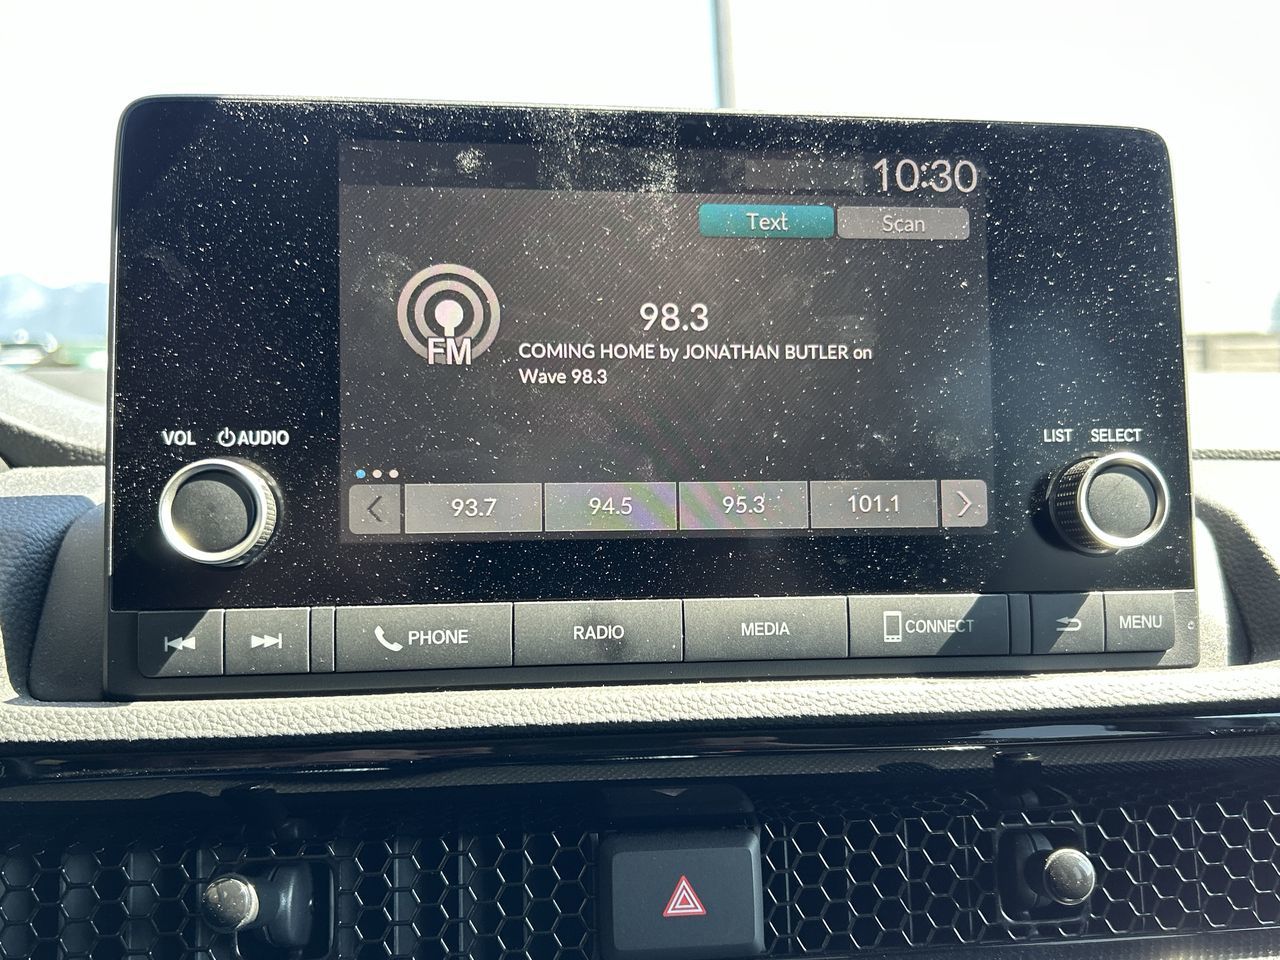 10:30
Text Scan
98.3
FM
COMING HOME by JONATHAN BUTLER on
Wave 98.3
VOL AUDIO
LIST SELECT
93.7 94.5 95.3 101.1
PHONE RADIO MEDIA CONNECT MENU